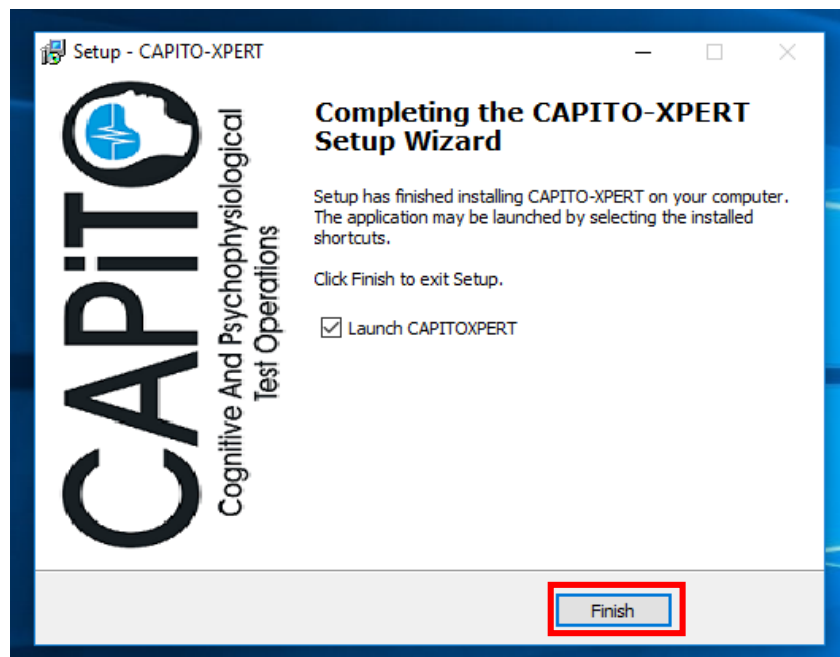 Setup - CAPITO-XPERT
CAPiTO
Cognitive And Psychophysiological
Test Operations
Completing the CAPITO-XPERT
Setup Wizard
Setup has finished installing CAPITO-XPERT on your computer.
The application may be launched by selecting the installed
shortcuts.
Click Finish to exit Setup.
Launch CAPITOXPERT
Finish